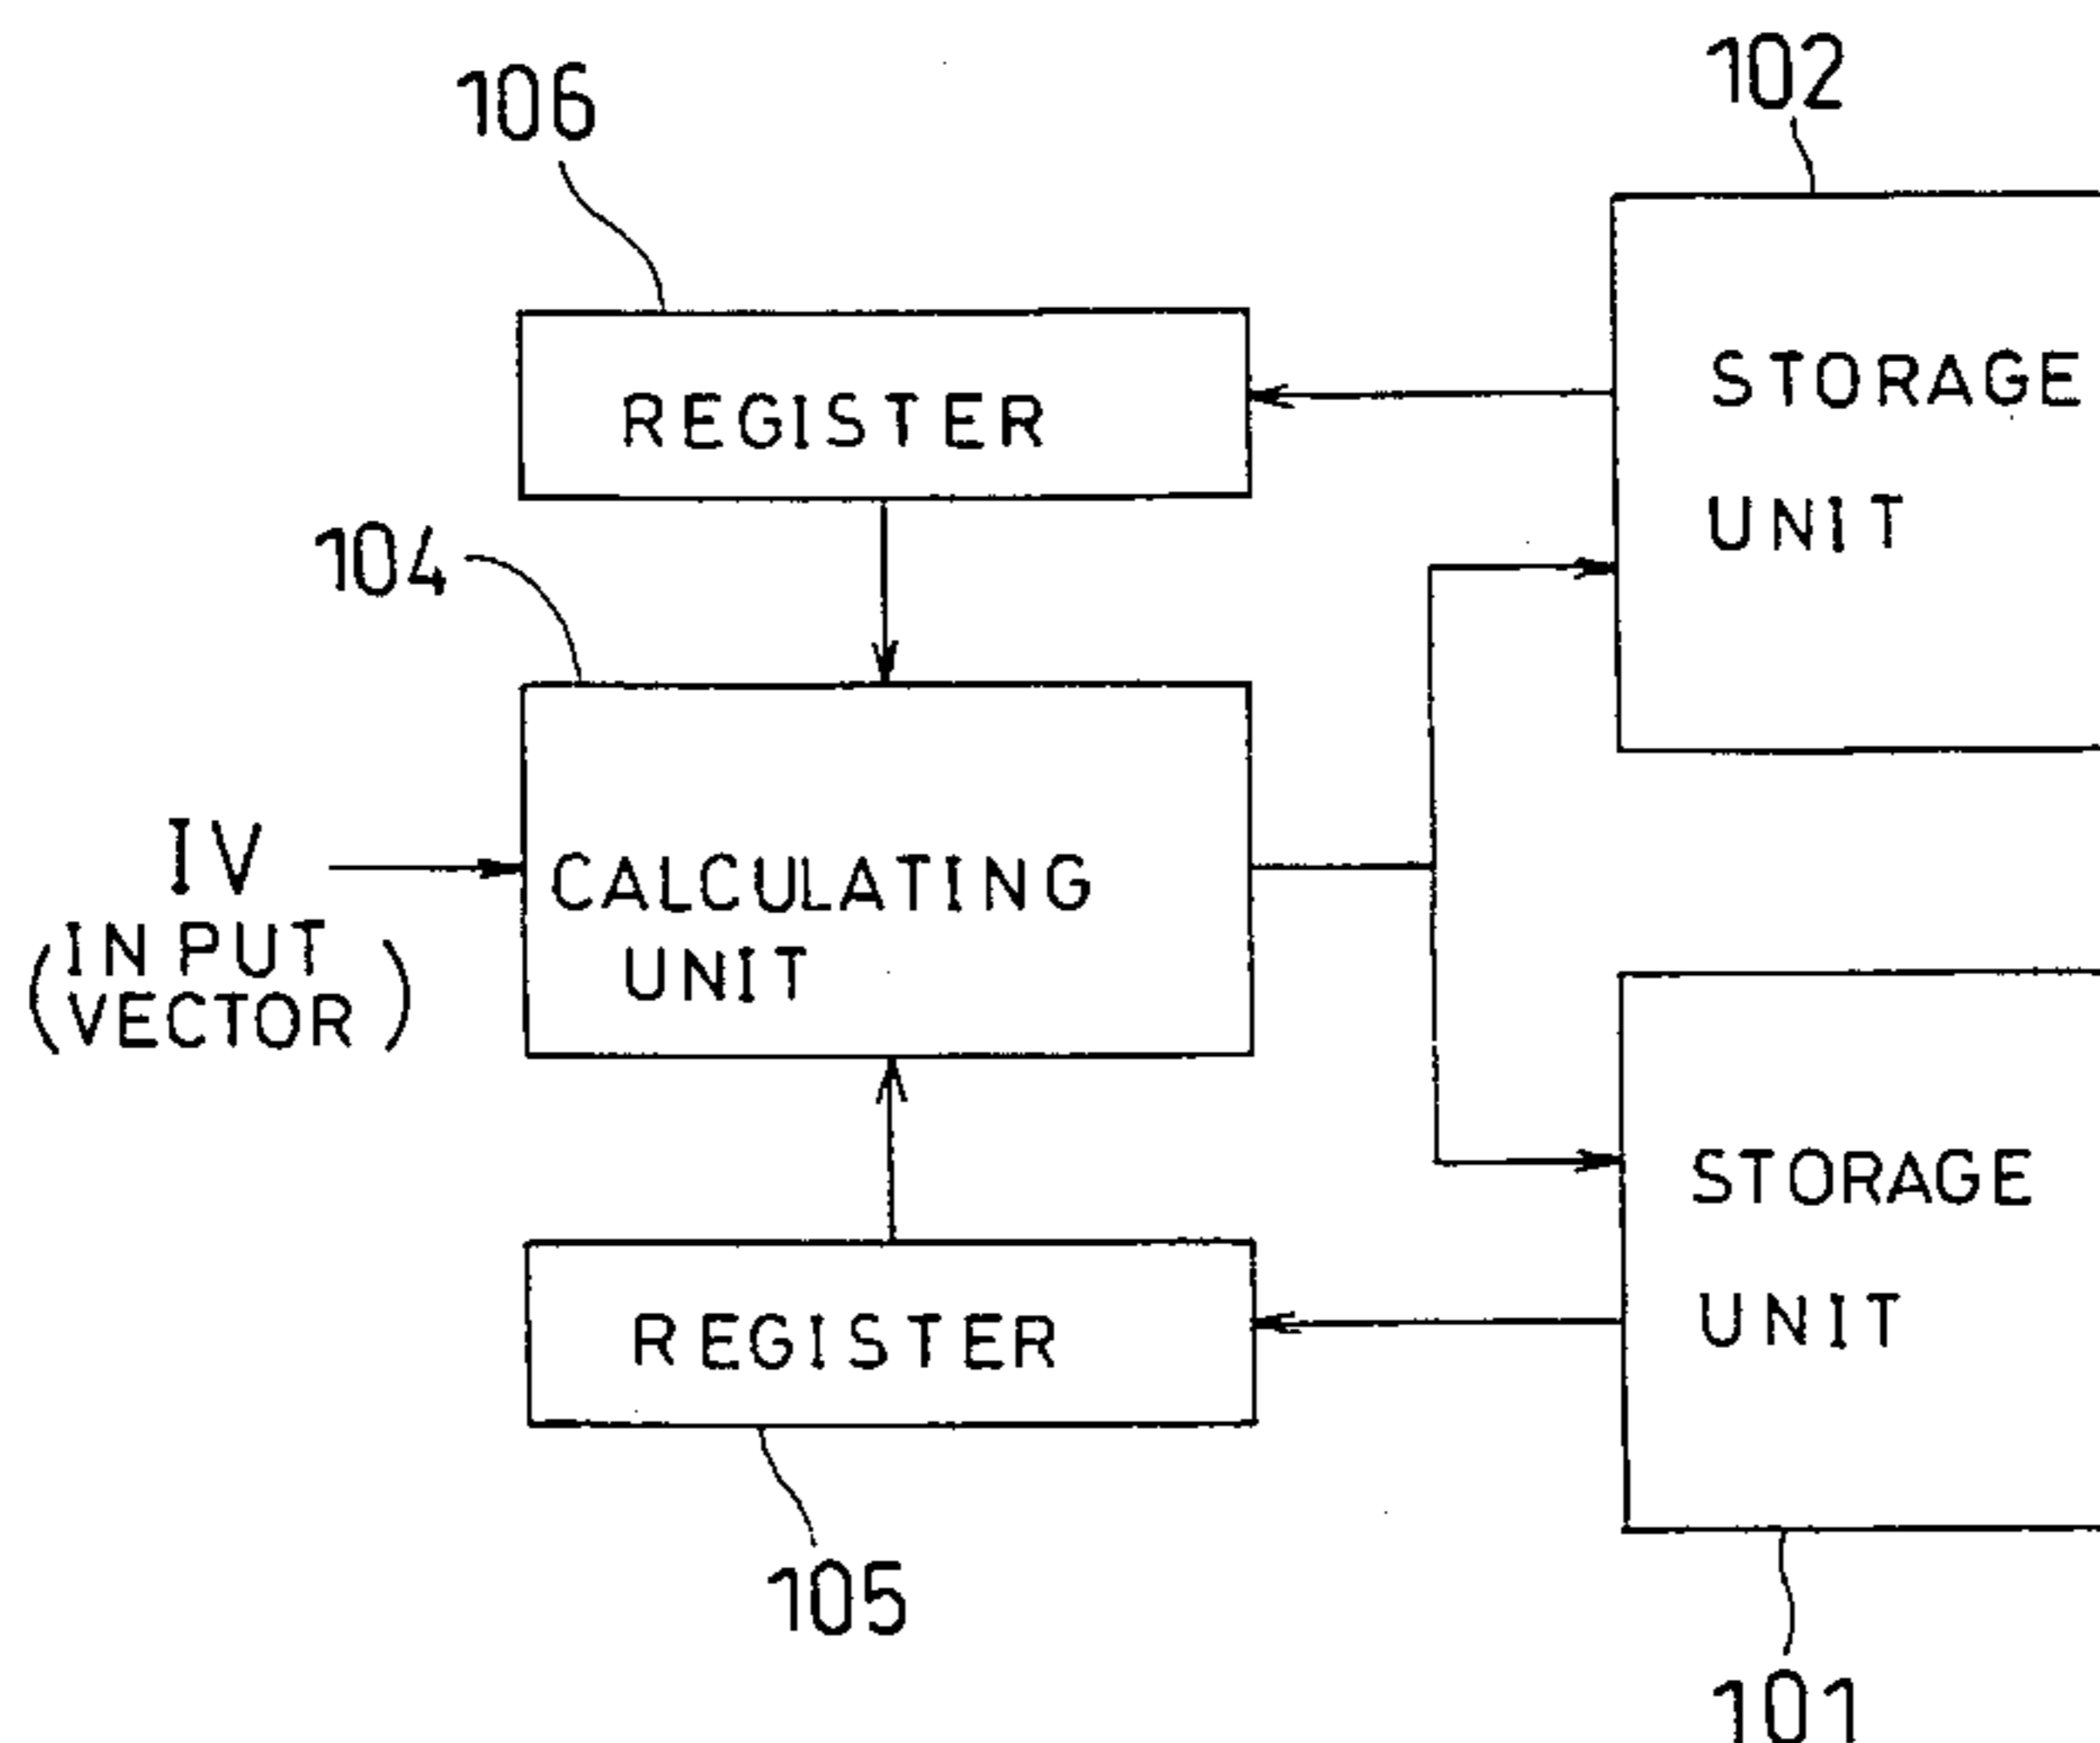 106
102
REGISTER
STORAGE
UNIT
104
IV
(INPUT
VECTOR)
CALCULATING
UNIT
STORAGE
UNIT
REGISTER
105
101